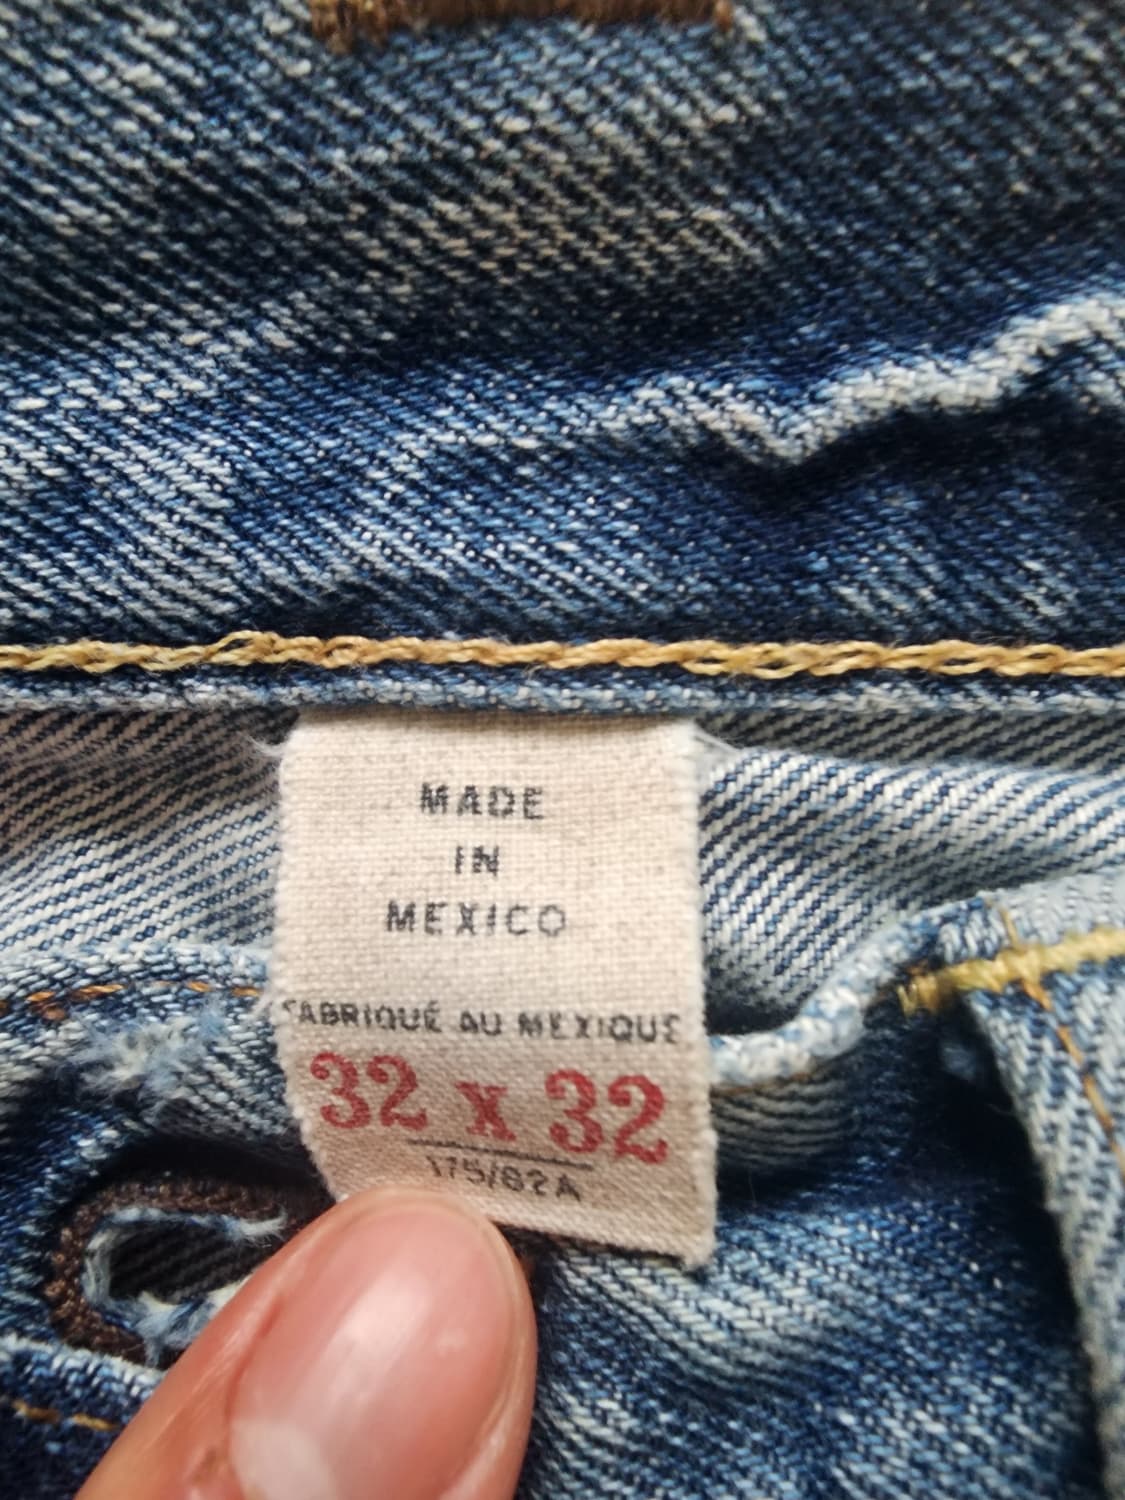 MADE
IN
MEXICO
FABRIQUÉ AU MEXIQUE
32 x 32
175/82A